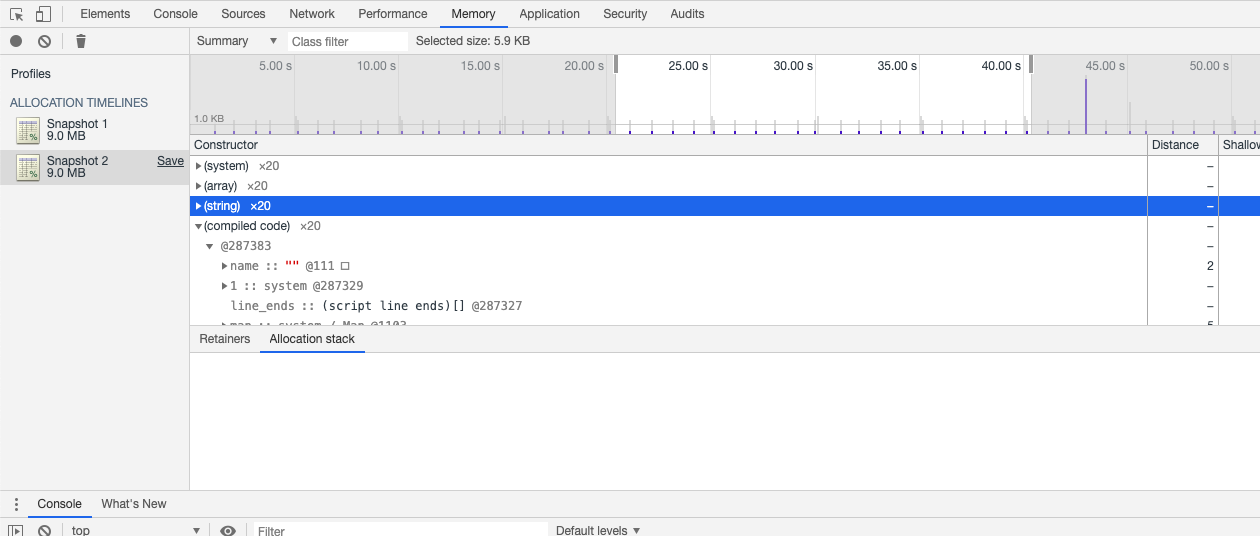 Elements Console Sources Network Performance Memory Application Security Audits
Summary ▼ Class filter Selected size: 5.9 KB
Profiles
ALLOCATION TIMELINES
Snapshot 1
9.0 MB
Snapshot 2 Save
9.0 MB
5.00 s 10.00 s 15.00 s 20.00 s 25.00 s 30.00 s 35.00 s 40.00 s 45.00 s 50.00 s
1.0 KB
Constructor Distance Shallow
(system) ×20 –
(array) ×20 –
(string) ×20 –
(compiled code) ×20 –
@287383 –
name :: "" @111 2
1 :: system @287329 –
line_ends :: (script line ends)[] @287327 –
map :: system / Map @1103 5
Retainers Allocation stack
Console What's New
top ▼ Filter Default levels ▼